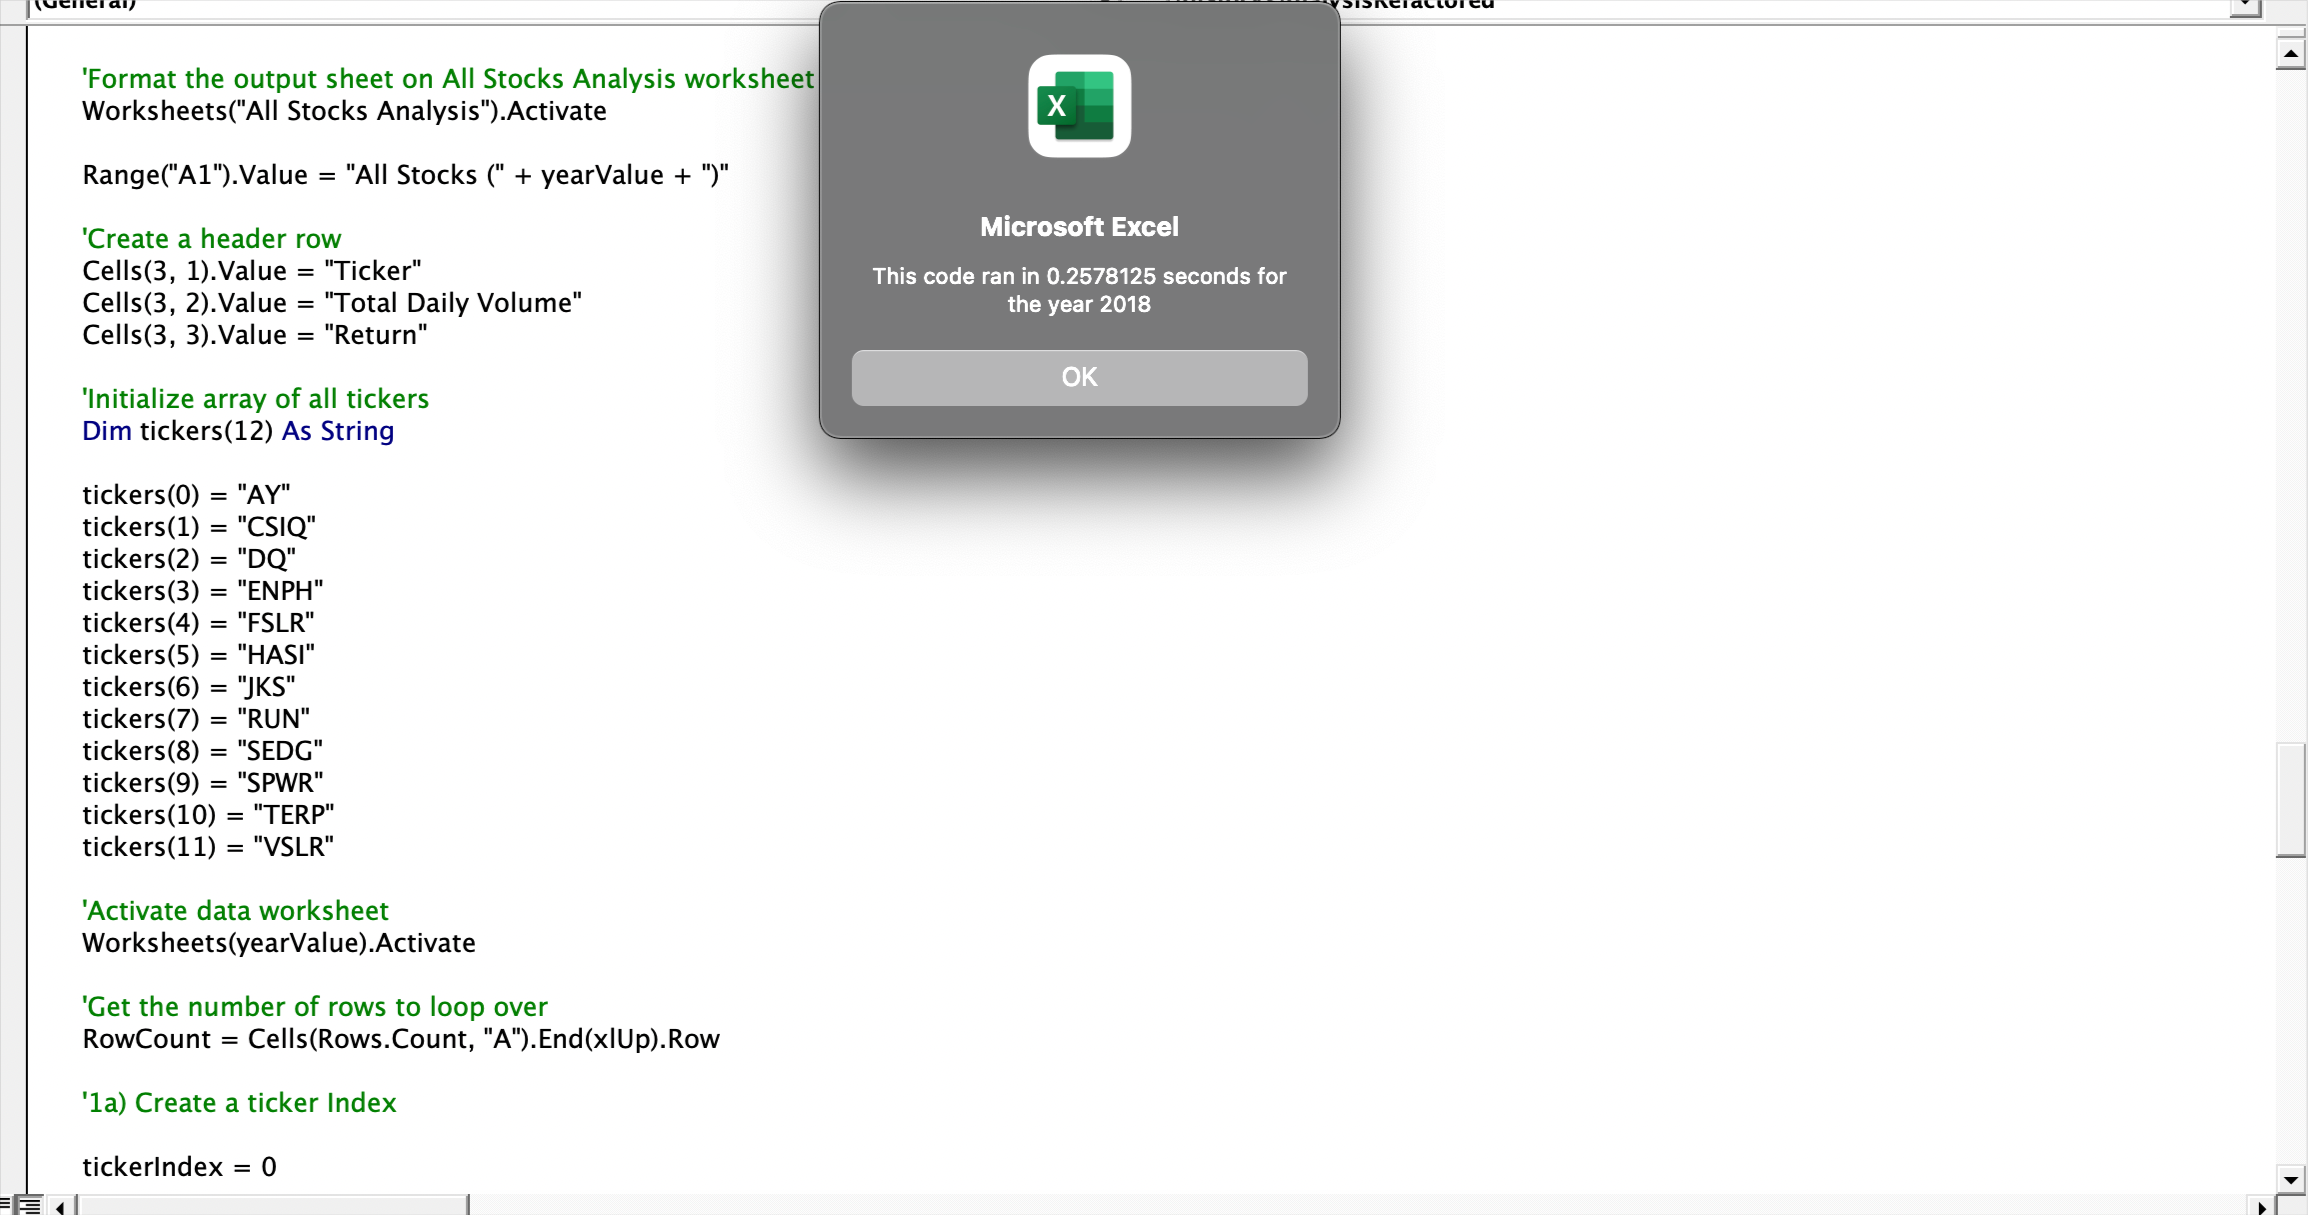 (General)
'Format the output sheet on All Stocks Analysis worksheet
Worksheets("All Stocks Analysis").Activate
Range("A1").Value = "All Stocks (" + yearValue + ")"
'Create a header row
Cells(3, 1).Value = "Ticker"
Cells(3, 2).Value = "Total Daily Volume"
Cells(3, 3).Value = "Return"
'Initialize array of all tickers
Dim tickers(12) As String
tickers(0) = "AY"
tickers(1) = "CSIQ"
tickers(2) = "DQ"
tickers(3) = "ENPH"
tickers(4) = "FSLR"
tickers(5) = "HASI"
tickers(6) = "JKS"
tickers(7) = "RUN"
tickers(8) = "SEDG"
tickers(9) = "SPWR"
tickers(10) = "TERP"
tickers(11) = "VSLR"
'Activate data worksheet
Worksheets(yearValue).Activate
'Get the number of rows to loop over
RowCount = Cells(Rows.Count, "A").End(xlUp).Row
'1a) Create a ticker Index
tickerIndex = 0
X
Microsoft Excel
This code ran in 0.2578125 seconds for
the year 2018
OK